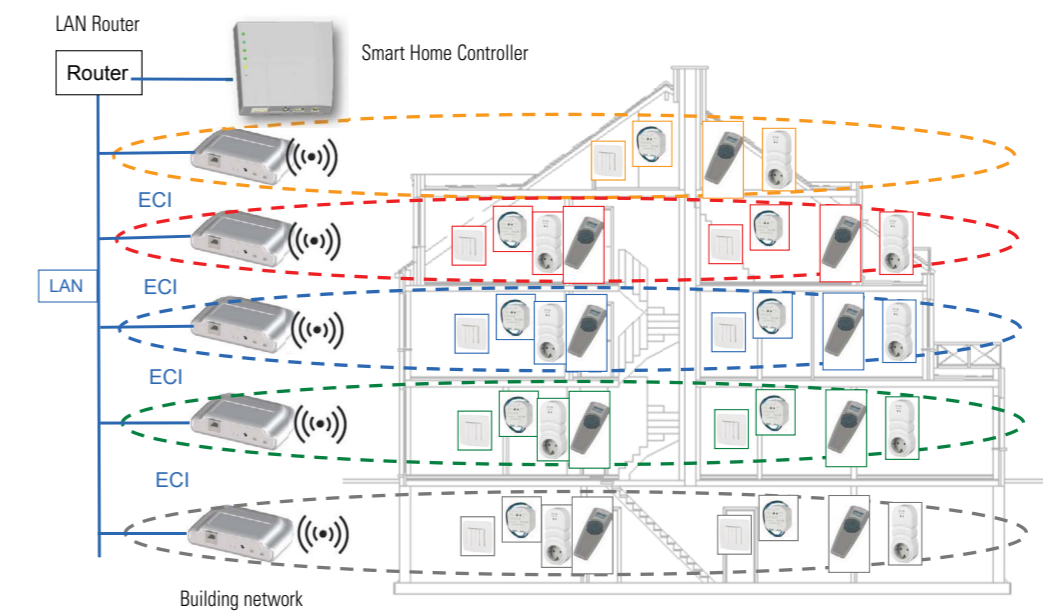 LAN Router
Smart Home Controller
Router
ECI
ECI
LAN
ECI
ECI
Building network